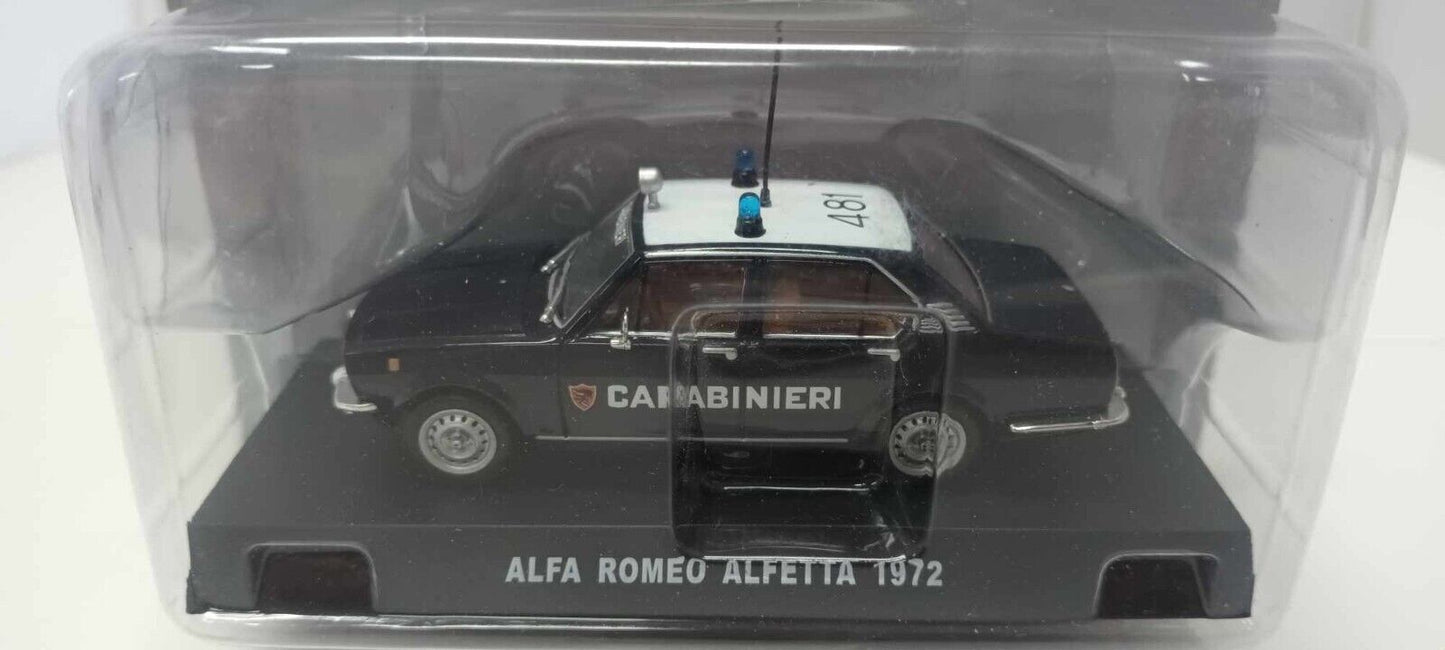 481
CARABINIERI
ALFA ROMEO ALFETTA 1972